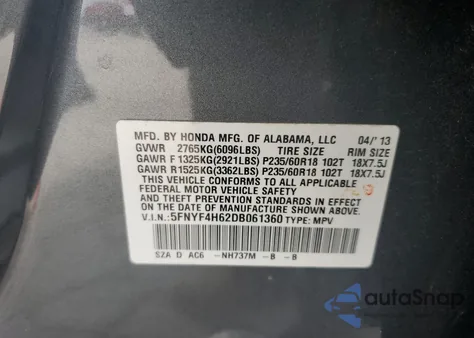 MFD. BY HONDA MFG. OF ALABAMA, LLC 04/'13
GVWR 2765KG(6096LBS) TIRE SIZE RIM SIZE
GAWR F 1325KG(2921LBS) P235/60R18 102T 18X7.5J
GAWR R 1525KG(3362LBS) P235/60R18 102T 18X7.5J
THIS VEHICLE CONFORMS TO ALL APPLICABLE
FEDERAL MOTOR VEHICLE SAFETY AND THEFT
PREVENTION STANDARDS IN EFFECT ON THE DATE
OF MANUFACTURE SHOWN ABOVE.
V.I.N.:5FNYF4H62DB061360 TYPE: MPV
SZA D AC6 -NH737M -B -B
autoSnap